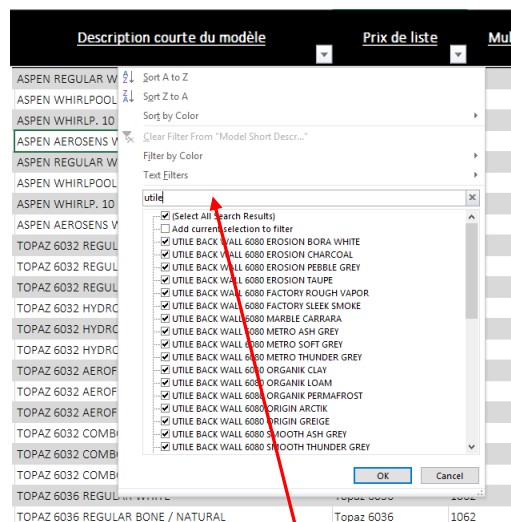 Description courte du modèle Prix de liste Mul
ASPEN REGULAR W
Sort A to Z
ASPEN WHIRLPOOL
Sort Z to A
ASPEN WHIRLP. 10
Sort by Color
ASPEN AEROSENS W
Clear Filter From "Model Short Descr..."
ASPEN REGULAR W
Filter by Color
ASPEN WHIRLPOOL
Text Filters
ASPEN WHIRLP. 10
utile
ASPEN AEROSENS W
(Select All Search Results)
Add current selection to filter
TOPAZ 6032 REGUL
UTILE BACK WALL 6080 EROSION BORA WHITE
UTILE BACK WALL 6080 EROSION CHARCOAL
TOPAZ 6032 REGUL
UTILE BACK WALL 6080 EROSION PEBBLE GREY
TOPAZ 6032 REGUL
UTILE BACK WALL 6080 EROSION TAUPE
UTILE BACK WALL 6080 FACTORY ROUGH VAPOR
TOPAZ 6032 HYDRO
UTILE BACK WALL 6080 FACTORY SLEEK SMOKE
TOPAZ 6032 HYDRO
UTILE BACK WALL 6080 MARBLE CARRARA
UTILE BACK WALL 6080 METRO ASH GREY
TOPAZ 6032 HYDRO
UTILE BACK WALL 6080 METRO SOFT GREY
UTILE BACK WALL 6080 METRO THUNDER GREY
TOPAZ 6032 AEROF
UTILE BACK WALL 6080 ORGANIK CLAY
TOPAZ 6032 AEROF
UTILE BACK WALL 6080 ORGANIK LOAM
UTILE BACK WALL 6080 ORGANIK PERMAFROST
TOPAZ 6032 AEROF
UTILE BACK WALL 6080 ORIGIN ARCTIK
TOPAZ 6032 COMB
UTILE BACK WALL 6080 ORIGIN GREIGE
UTILE BACK WALL 6080 SMOOTH ASH GREY
TOPAZ 6032 COMB
UTILE BACK WALL 6080 SMOOTH THUNDER GREY
TOPAZ 6032 COMB
OK Cancel
TOPAZ 6036 REGULAR WHITE Topaz 6036 1062
TOPAZ 6036 REGULAR BONE / NATURAL Topaz 6036 1062